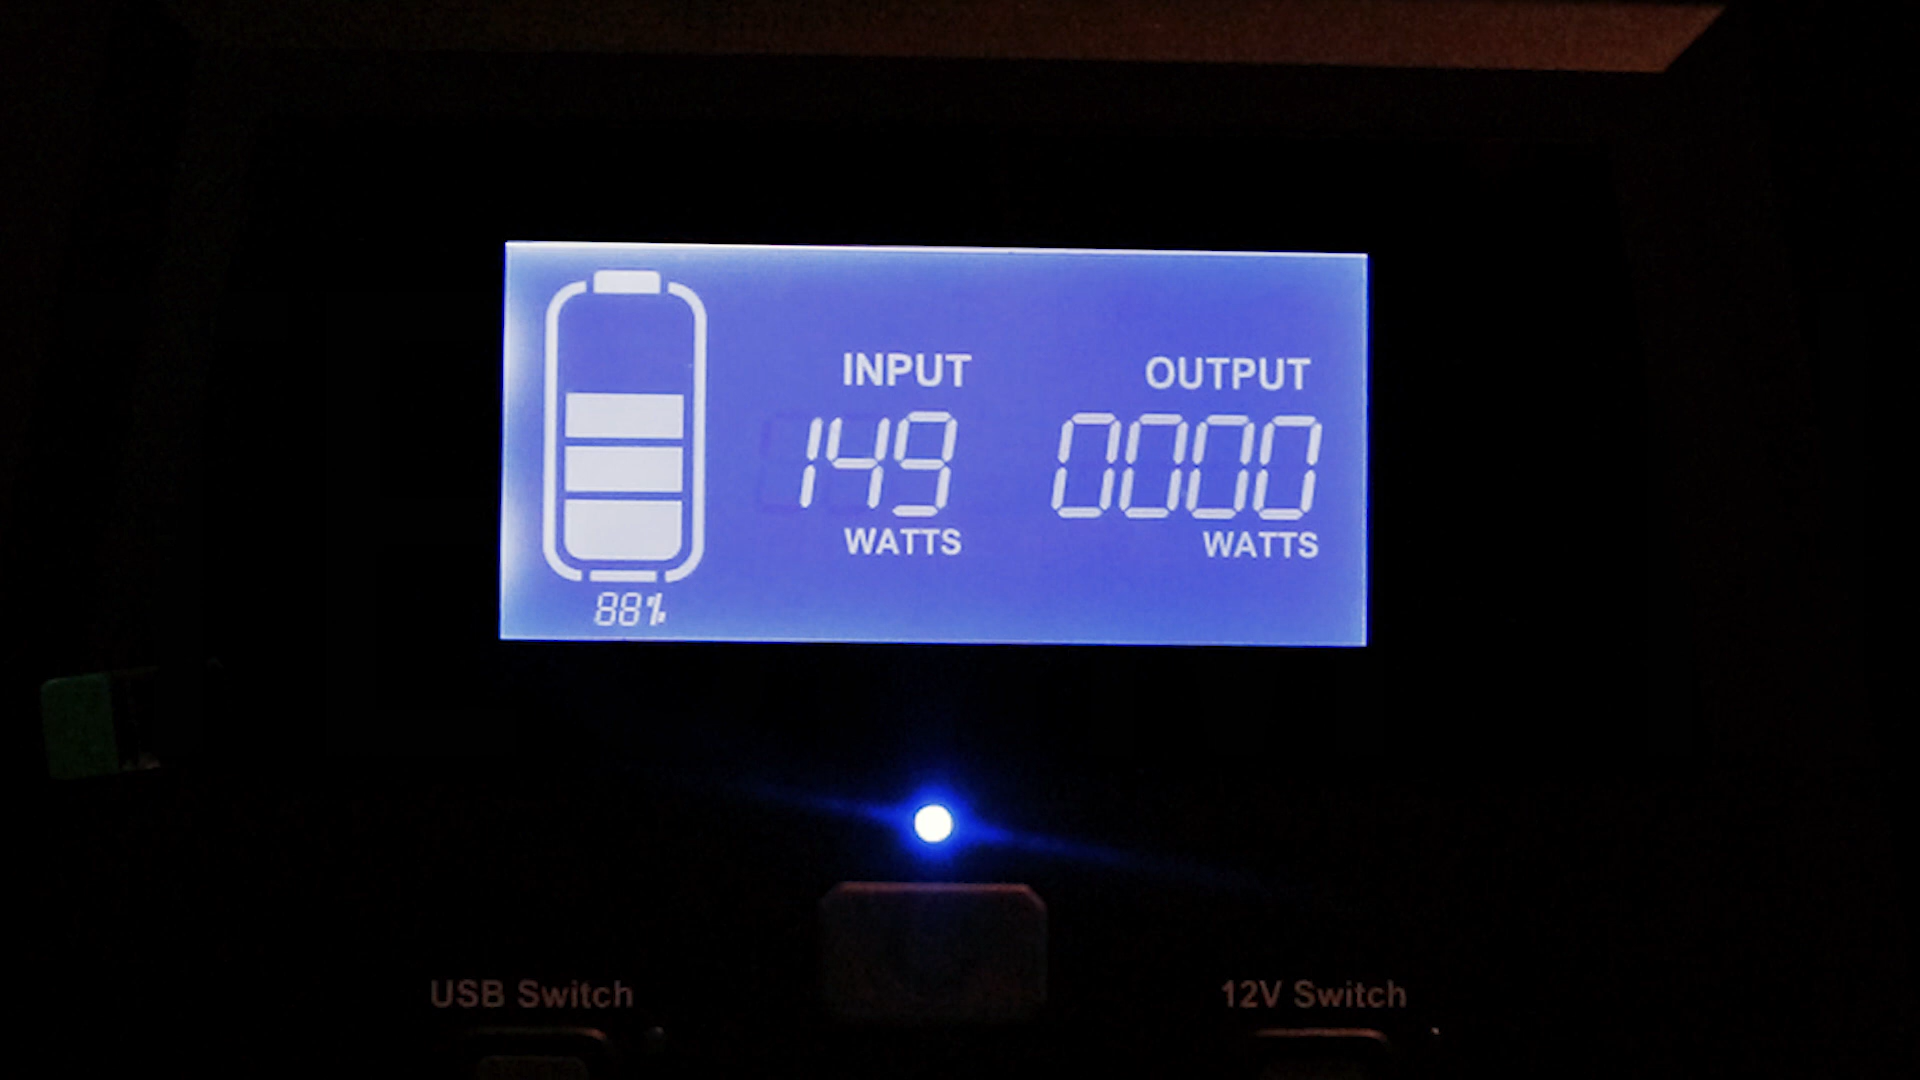 INPUT OUTPUT
149 0000
WATTS WATTS
88%
USB Switch 12V Switch